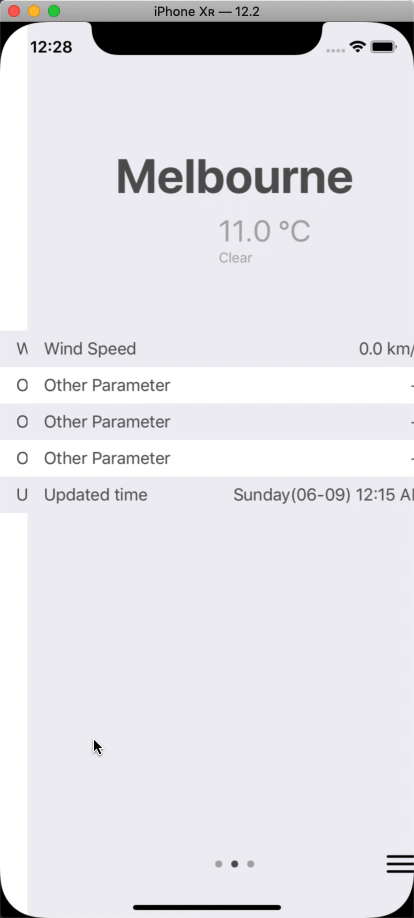 iPhone Xʀ — 12.2
12:28
Melbourne
11.0 °C
Clear
W Wind Speed 0.0 km/
O Other Parameter -
O Other Parameter -
O Other Parameter -
U Updated time Sunday(06-09) 12:15 A